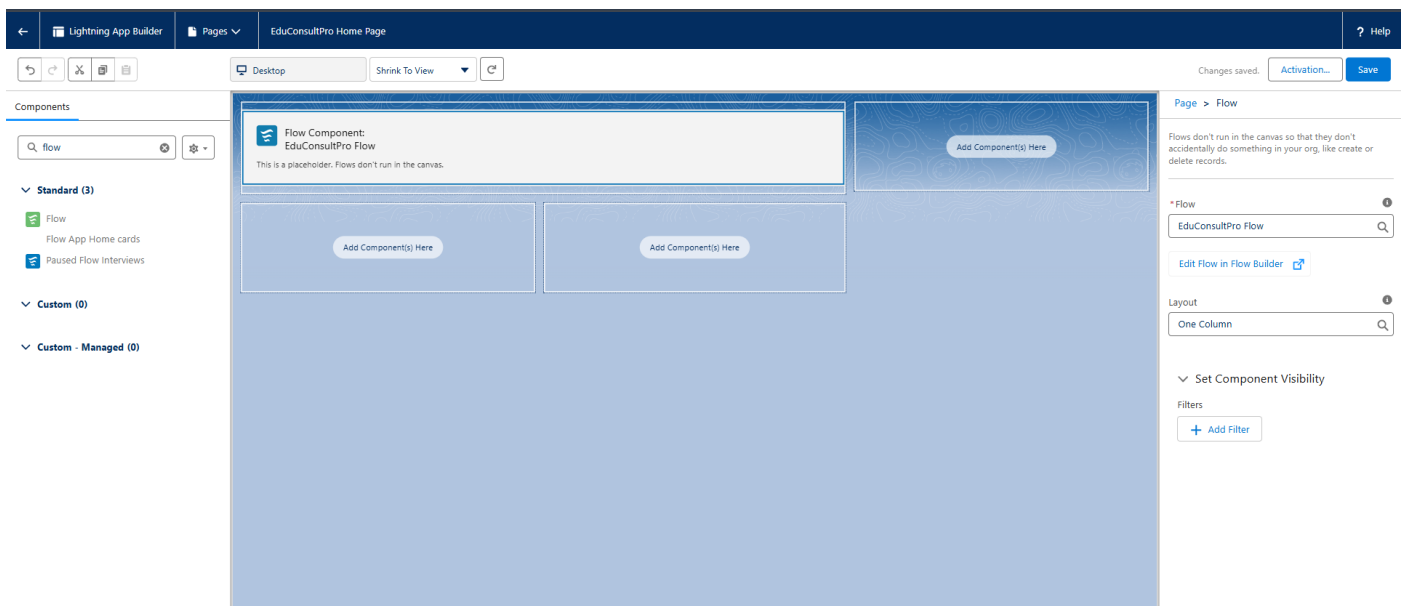 Lightning App Builder
Pages
EduConsultPro Home Page
? Help
Desktop
Shrink To View
Changes saved.
Activation...
Save
Components
flow
Standard (3)
Flow
Flow App Home cards
Paused Flow Interviews
Custom (0)
Custom - Managed (0)
Flow Component:
EduConsultPro Flow
This is a placeholder. Flows don't run in the canvas.
Add Component(s) Here
Add Component(s) Here
Add Component(s) Here
Page > Flow
Flows don't run in the canvas so that they don't
accidentally do something in your org, like create or
delete records.
*Flow
EduConsultPro Flow
Edit Flow in Flow Builder
Layout
One Column
Set Component Visibility
Filters
+ Add Filter